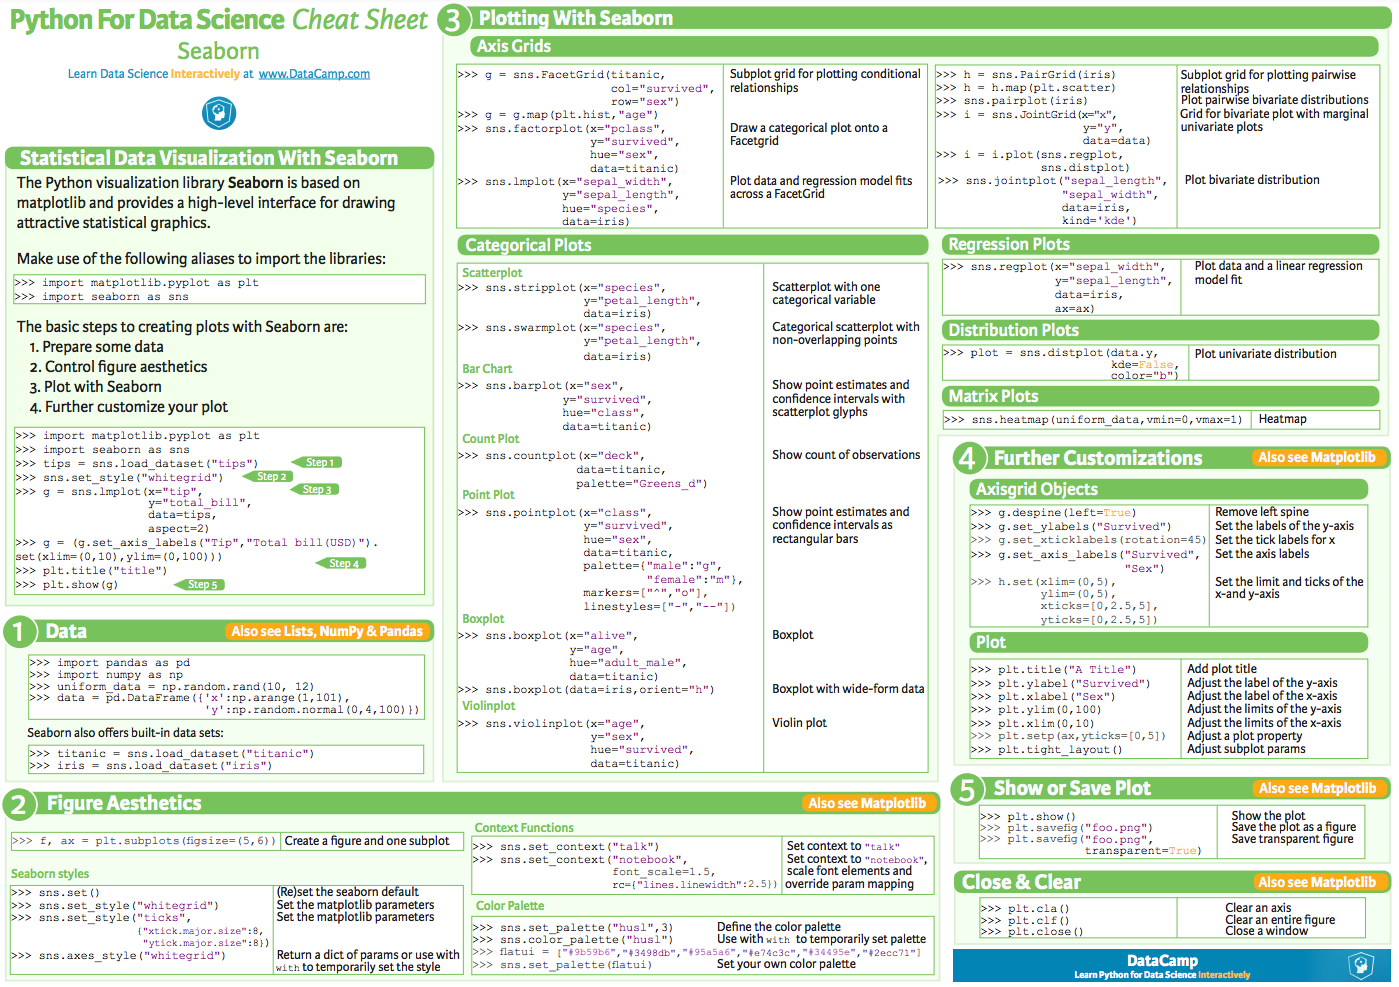 Python For Data Science Cheat Sheet
Seaborn
Learn Data Science Interactively at www.DataCamp.com
Statistical Data Visualization With Seaborn
The Python visualization library Seaborn is based on
matplotlib and provides a high-level interface for drawing
attractive statistical graphics.
Make use of the following aliases to import the libraries:
>>> import matplotlib.pyplot as plt
>>> import seaborn as sns
The basic steps to creating plots with Seaborn are:
1. Prepare some data
2. Control figure aesthetics
3. Plot with Seaborn
4. Further customize your plot
>>> import matplotlib.pyplot as plt
>>> import seaborn as sns
>>> tips = sns.load_dataset("tips") Step 1
>>> sns.set_style("whitegrid") Step 2
>>> g = sns.lmplot(x="tip", Step 3
y="total_bill",
data=tips,
aspect=2)
>>> g = (g.set_axis_labels("Tip","Total bill(USD)").
set(xlim=(0,10),ylim=(0,100)))
Step 4
>>> plt.title("title")
>>> plt.show(g) Step 5
1 Data Also see Lists, NumPy & Pandas
>>> import pandas as pd
>>> import numpy as np
>>> uniform_data = np.random.rand(10, 12)
>>> data = pd.DataFrame({'x':np.arange(1,101),
'y':np.random.normal(0,4,100)})
Seaborn also offers built-in data sets:
>>> titanic = sns.load_dataset("titanic")
>>> iris = sns.load_dataset("iris")
2 Figure Aesthetics Also see Matplotlib
>>> f, ax = plt.subplots(figsize=(5,6)) Create a figure and one subplot
Seaborn styles
>>> sns.set() (Re)set the seaborn default
>>> sns.set_style("whitegrid") Set the matplotlib parameters
>>> sns.set_style("ticks", Set the matplotlib parameters
{"xtick.major.size":8,
"ytick.major.size":8})
>>> sns.axes_style("whitegrid") Return a dict of params or use with
with to temporarily set the style
Context Functions
>>> sns.set_context("talk") Set context to "talk"
>>> sns.set_context("notebook", Set context to "notebook",
font_scale=1.5, scale font elements and
rc={"lines.linewidth":2.5}) override param mapping
Color Palette
>>> sns.set_palette("husl",3) Define the color palette
>>> sns.color_palette("husl") Use with with to temporarily set palette
>>> flatui = ["#9b59b6","#3498db","#95a5a6","#e74c3c","#34495e","#2ecc71"]
>>> sns.set_palette(flatui) Set your own color palette
3 Plotting With Seaborn
Axis Grids
>>> g = sns.FacetGrid(titanic, Subplot grid for plotting conditional
col="survived", relationships
row="sex")
>>> g = g.map(plt.hist,"age")
>>> sns.factorplot(x="pclass", Draw a categorical plot onto a
y="survived", Facetgrid
hue="sex",
data=titanic)
>>> sns.lmplot(x="sepal_width", Plot data and regression model fits
y="sepal_length", across a FacetGrid
hue="species",
data=iris)
>>> h = sns.PairGrid(iris) Subplot grid for plotting pairwise
>>> h = h.map(plt.scatter) relationships
>>> sns.pairplot(iris) Plot pairwise bivariate distributions
>>> i = sns.JointGrid(x="x", Grid for bivariate plot with marginal
y="y", univariate plots
data=data)
>>> i = i.plot(sns.regplot,
sns.distplot)
>>> sns.jointplot("sepal_length", Plot bivariate distribution
"sepal_width",
data=iris,
kind='kde')
Categorical Plots
Scatterplot
>>> sns.stripplot(x="species", Scatterplot with one
y="petal_length", categorical variable
data=iris)
>>> sns.swarmplot(x="species", Categorical scatterplot with
y="petal_length", non-overlapping points
data=iris)
Bar Chart
>>> sns.barplot(x="sex", Show point estimates and
y="survived", confidence intervals with
hue="class", scatterplot glyphs
data=titanic)
Count Plot
>>> sns.countplot(x="deck", Show count of observations
data=titanic,
palette="Greens_d")
Point Plot
>>> sns.pointplot(x="class", Show point estimates and
y="survived", confidence intervals as
hue="sex", rectangular bars
data=titanic,
palette={"male":"g",
"female":"m"},
markers=["^","o"],
linestyles=["-","--"])
Boxplot
>>> sns.boxplot(x="alive", Boxplot
y="age",
hue="adult_male",
data=titanic)
>>> sns.boxplot(data=iris,orient="h") Boxplot with wide-form data
Violinplot
>>> sns.violinplot(x="age", Violin plot
y="sex",
hue="survived",
data=titanic)
Regression Plots
>>> sns.regplot(x="sepal_width", Plot data and a linear regression
y="sepal_length", model fit
data=iris,
ax=ax)
Distribution Plots
>>> plot = sns.distplot(data.y, Plot univariate distribution
kde=False,
color="b")
Matrix Plots
>>> sns.heatmap(uniform_data,vmin=0,vmax=1) Heatmap
4 Further Customizations Also see Matplotlib
Axisgrid Objects
>>> g.despine(left=True) Remove left spine
>>> g.set_ylabels("Survived") Set the labels of the y-axis
>>> g.set_xticklabels(rotation=45) Set the tick labels for x
>>> g.set_axis_labels("Survived", Set the axis labels
"Sex")
>>> h.set(xlim=(0,5), Set the limit and ticks of the
ylim=(0,5), x-and y-axis
xticks=[0,2.5,5],
yticks=[0,2.5,5])
Plot
>>> plt.title("A Title") Add plot title
>>> plt.ylabel("Survived") Adjust the label of the y-axis
>>> plt.xlabel("Sex") Adjust the label of the x-axis
>>> plt.ylim(0,100) Adjust the limits of the y-axis
>>> plt.xlim(0,10) Adjust the limits of the x-axis
>>> plt.setp(ax,yticks=[0,5]) Adjust a plot property
>>> plt.tight_layout() Adjust subplot params
5 Show or Save Plot Also see Matplotlib
>>> plt.show() Show the plot
>>> plt.savefig("foo.png") Save the plot as a figure
>>> plt.savefig("foo.png", Save transparent figure
transparent=True)
Close & Clear Also see Matplotlib
>>> plt.cla() Clear an axis
>>> plt.clf() Clear an entire figure
>>> plt.close() Close a window
DataCamp
Learn Python for Data Science Interactively